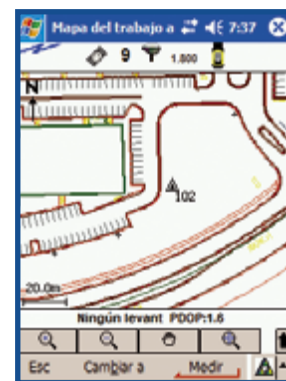 Mapa del trabajo a 7:37
9 1.800
N
102
20.0m
Ningún levant PDOP:1.6
Esc Cambiar a Medir